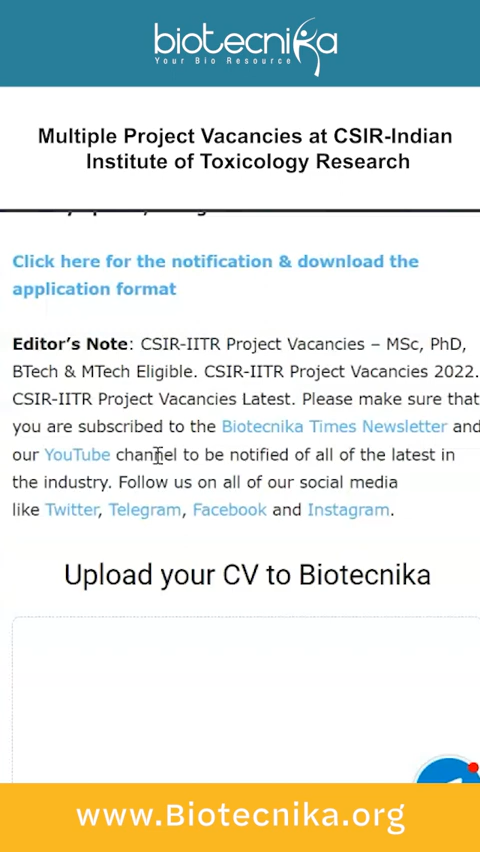 biotecnika
Your Bio Resource
Multiple Project Vacancies at CSIR-Indian
Institute of Toxicology Research
Click here for the notification & download the
application format
Editor's Note: CSIR-IITR Project Vacancies – MSc, PhD,
BTech & MTech Eligible. CSIR-IITR Project Vacancies 2022.
CSIR-IITR Project Vacancies Latest. Please make sure that
you are subscribed to the Biotecnika Times Newsletter and
our YouTube channel to be notified of all of the latest in
the industry. Follow us on all of our social media
like Twitter, Telegram, Facebook and Instagram.
Upload your CV to Biotecnika
www.Biotecnika.org